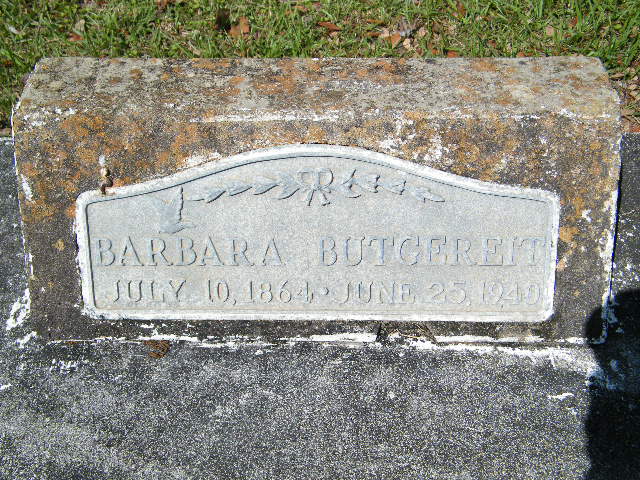 BARBARA BUTGEREIT
JULY 10, 1864 · JUNE 25, 1940